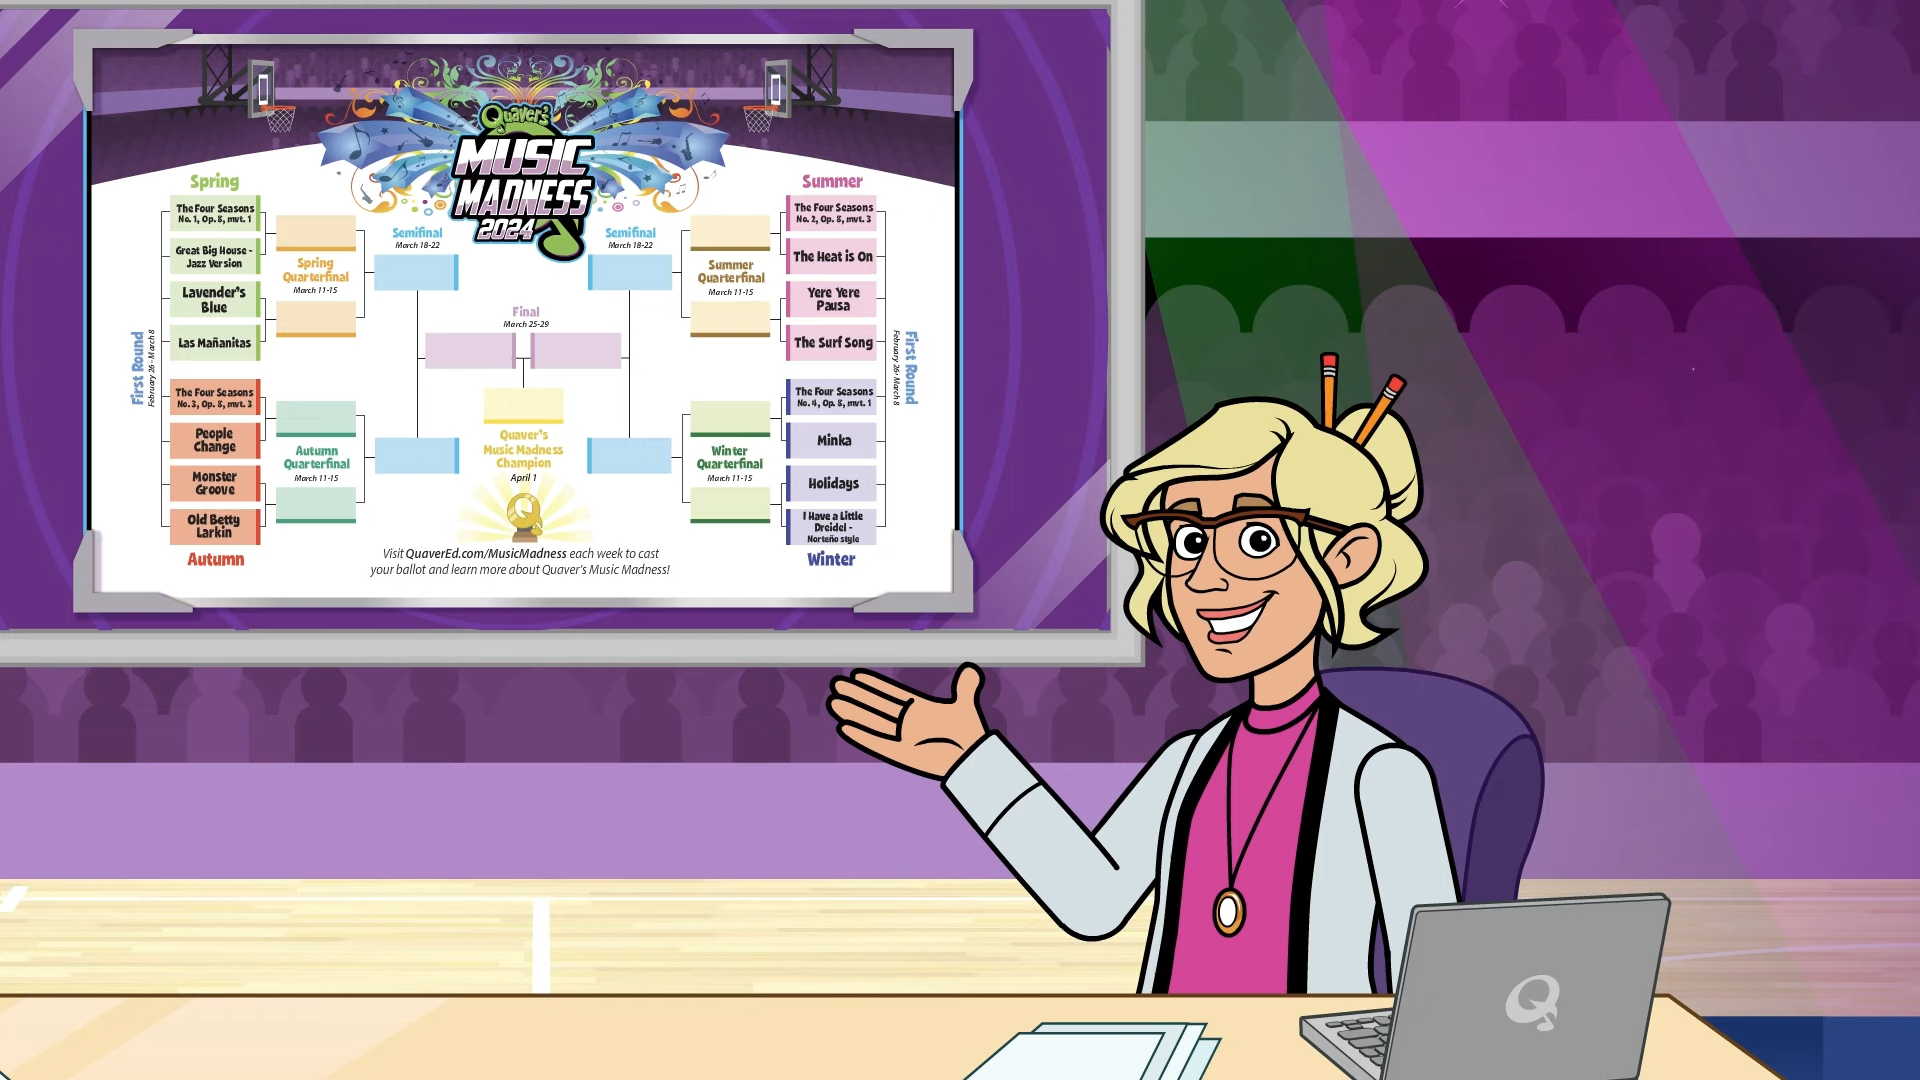 Quaver's
MUSIC
MADNESS
2024
Spring
The Four Seasons
No. 1, Op. 8, mvt. 1
Great Big House -
Jazz Version
Lavender's
Blue
Las Mañanitas
First Round
February 26 - March 8
The Four Seasons
No. 3, Op. 8, mvt. 3
People
Change
Monster
Groove
Old Betty
Larkin
Autumn
Spring
Quarterfinal
March 11-15
Autumn
Quarterfinal
March 11-15
Semifinal
March 18-22
Final
March 25-29
Quaver's
Music Madness
Champion
April 1
Semifinal
March 18-22
Summer
Quarterfinal
March 11-15
Winter
Quarterfinal
March 11-15
Summer
The Four Seasons
No. 2, Op. 8, mvt. 3
The Heat is On
Yere Yere
Pausa
The Surf Song
First Round
February 26- March 8
The Four Seasons
No. 4, Op. 8, mvt. 1
Minka
Holidays
I Have a Little
Dreidel -
Norteño style
Winter
Visit QuaverEd.com/MusicMadness each week to cast
your ballot and learn more about Quaver's Music Madness!
Q